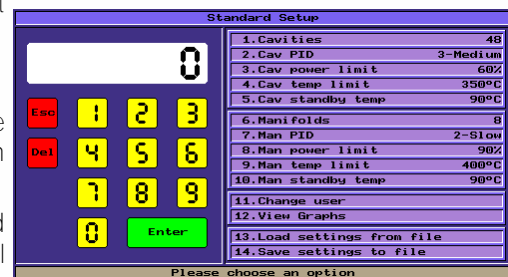 Standard Setup
0
Esc 1 2 3
Del 4 5 6
7 8 9
0 Enter
1.Cavities 48
2.Cav PID 3-Medium
3.Cav power limit 60%
4.Cav temp limit 350ºC
5.Cav standby temp 90ºC
6.Manifolds 8
7.Man PID 2-Slow
8.Man power limit 90%
9.Man temp limit 400ºC
10.Man standby temp 90ºC
11.Change user
12.View Graphs
13.Load settings from file
14.Save settings to file
Please choose an option